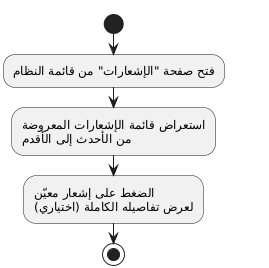 فتح صفحة "الإشعارات" من قائمة النظام
استعراض قائمة الإشعارات المعروضة
من الأحدث إلى الأقدم
الضغط على إشعار معيّن
لعرض تفاصيله الكاملة (اختياري)